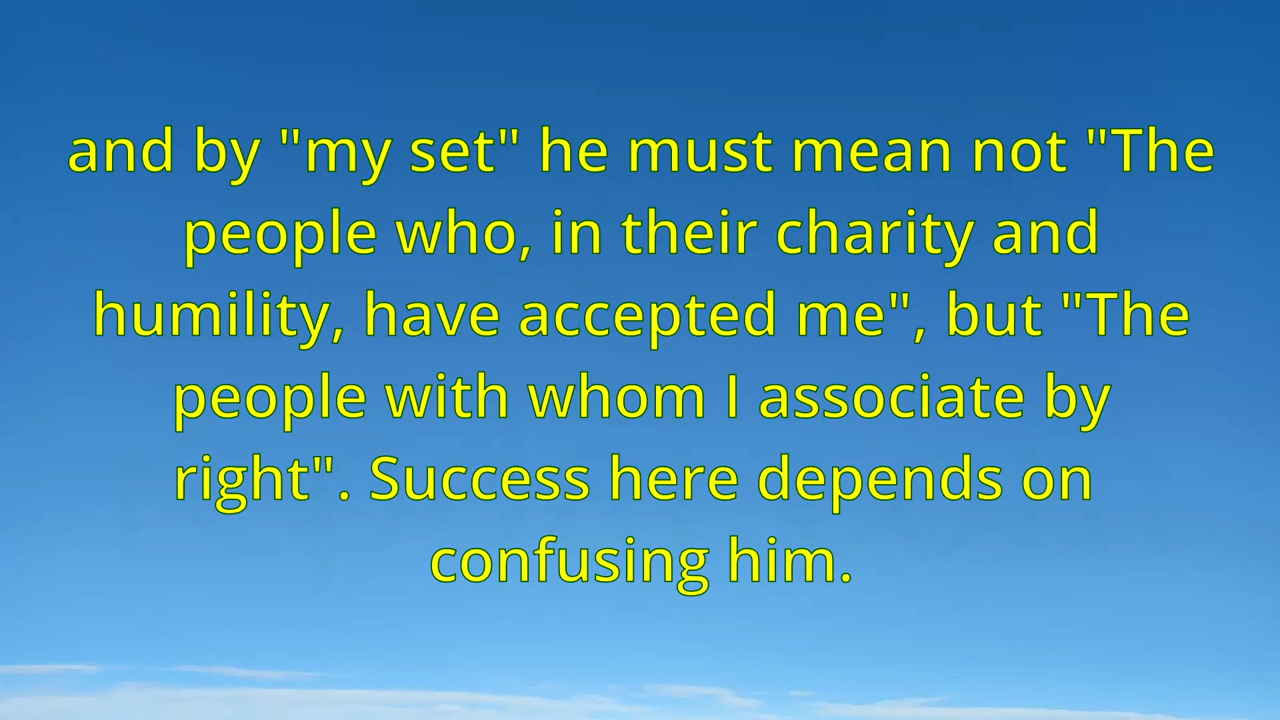 and by "my set" he must mean not "The
people who, in their charity and
humility, have accepted me", but "The
people with whom I associate by
right". Success here depends on
confusing him.